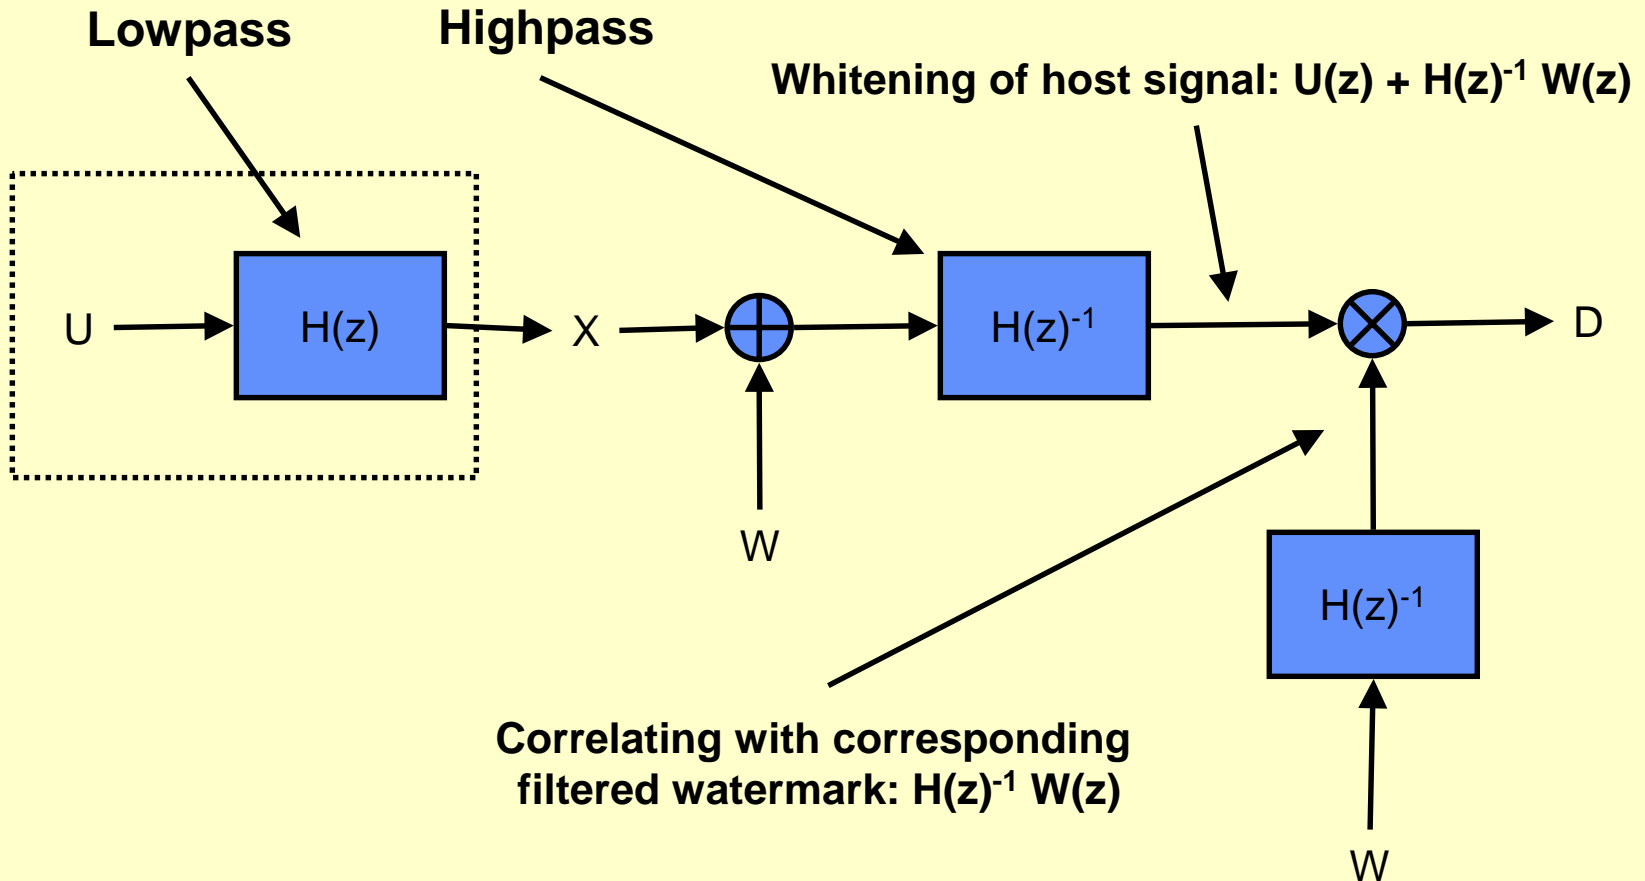 Lowpass
Highpass
Whitening of host signal: U(z) + H(z)⁻¹ W(z)
U
H(z)
X
H(z)⁻¹
D
W
H(z)⁻¹
Correlating with corresponding
filtered watermark: H(z)⁻¹ W(z)
W